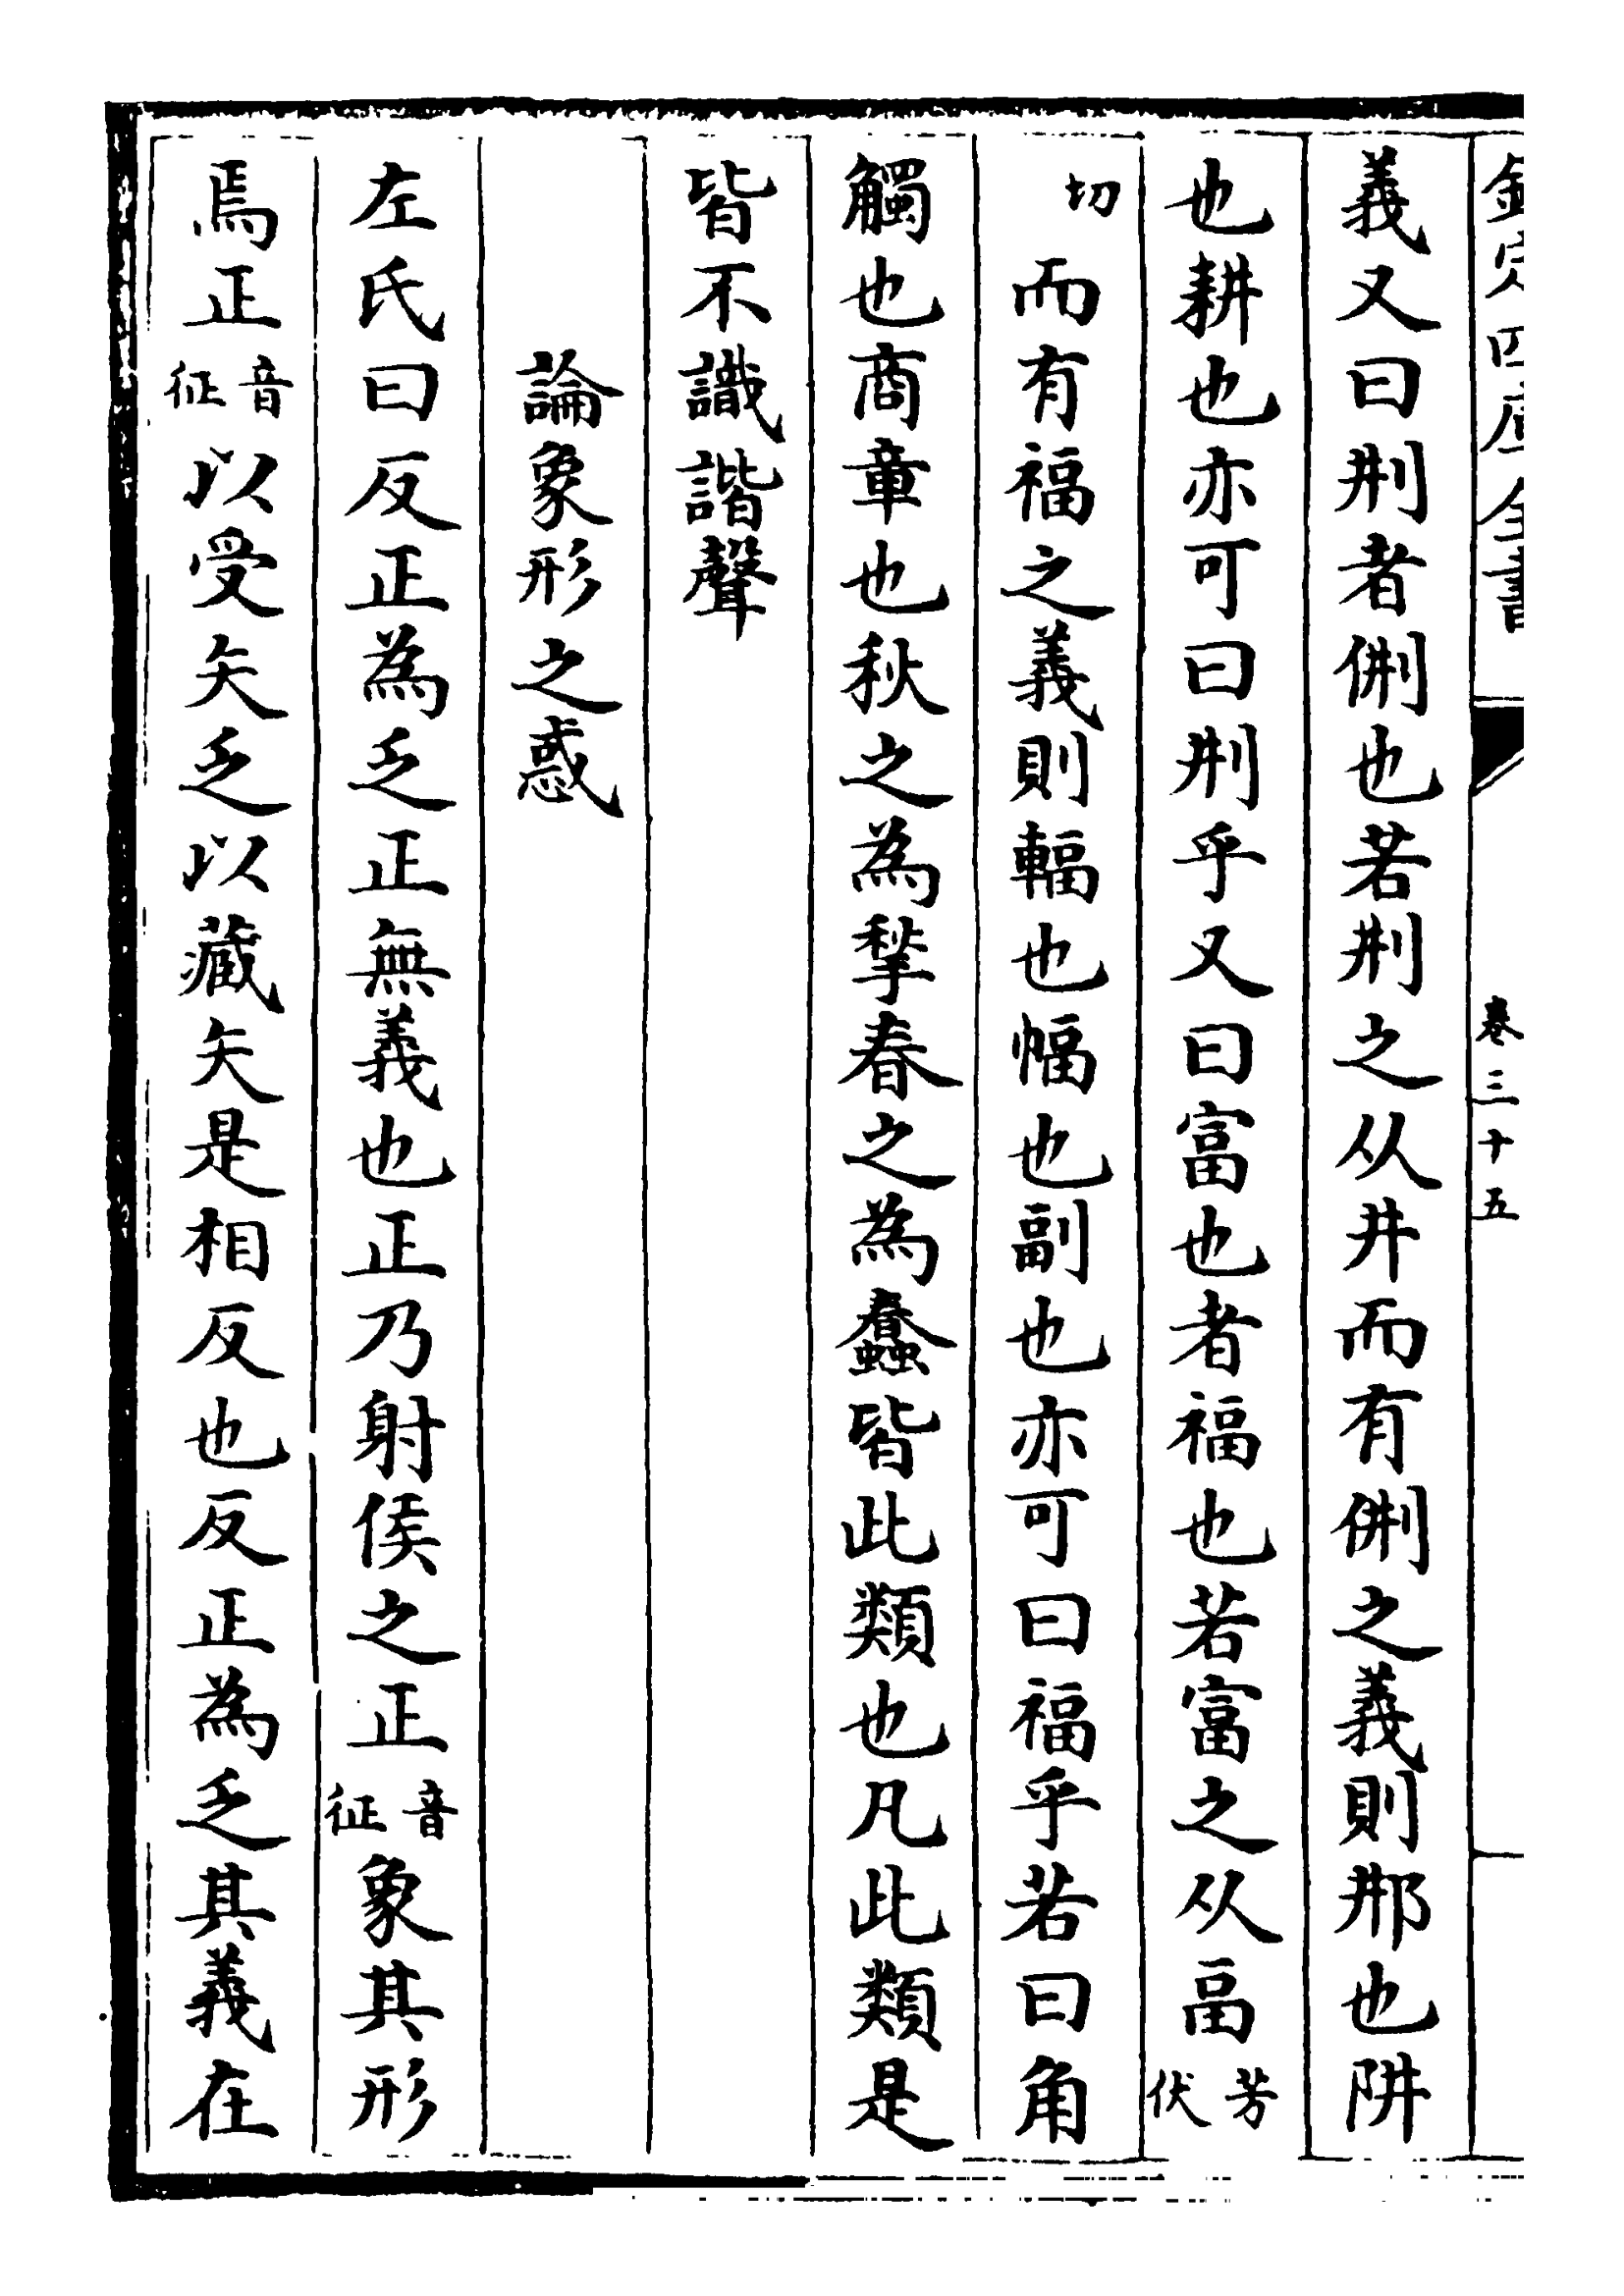 欽定四庫全書 卷三十五
義又曰㓝者侀也若㓝之从井而有侀之義則邢也阱
也耕也亦可曰㓝乎又曰富也者福也若富之从畐芳伏
切而有福之義則輻也幅也副也亦可曰福乎若曰角
觸也商章也秋之為揫春之為蠢皆此類也凡此類是
皆不識諧聲
論象形之惑
左氏曰反正為乏正無義也正乃射侯之正音征象其形
焉正音征以受矢乏以藏矢是相反也反正為乏其義在